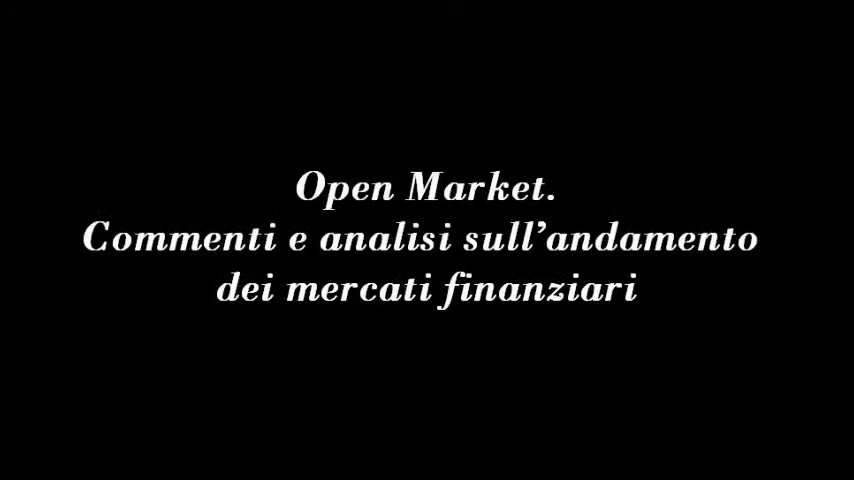 Open Market.
Commenti e analisi sull’andamento
dei mercati finanziari